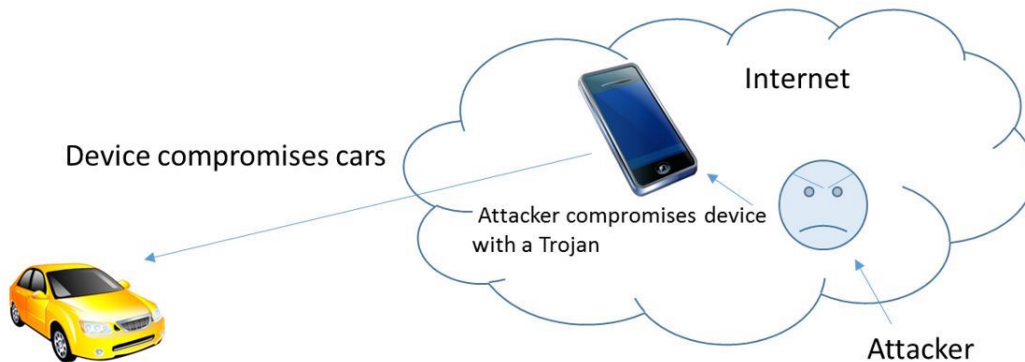 Internet
Device compromises cars
Attacker compromises device
with a Trojan
Attacker